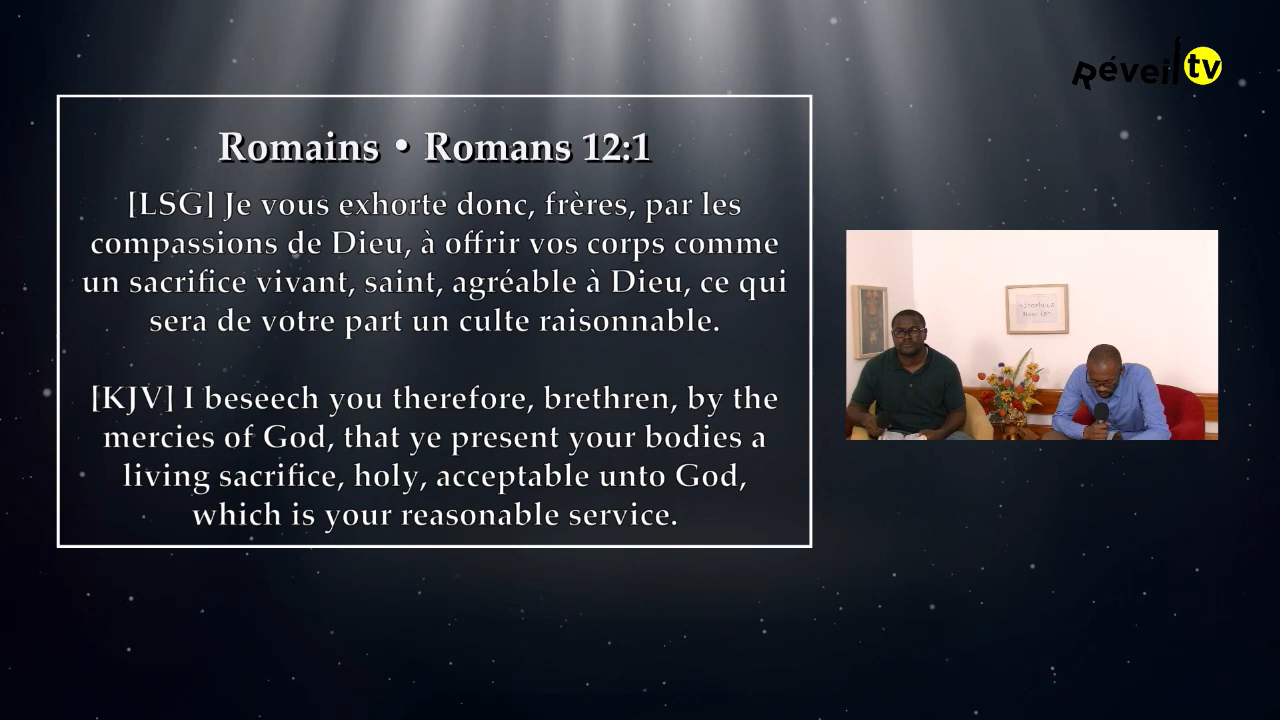 Réveil tv
Romains • Romans 12:1
[LSG] Je vous exhorte donc, frères, par les
compassions de Dieu, à offrir vos corps comme
un sacrifice vivant, saint, agréable à Dieu, ce qui
sera de votre part un culte raisonnable.
[KJV] I beseech you therefore, brethren, by the
mercies of God, that ye present your bodies a
living sacrifice, holy, acceptable unto God,
which is your reasonable service.